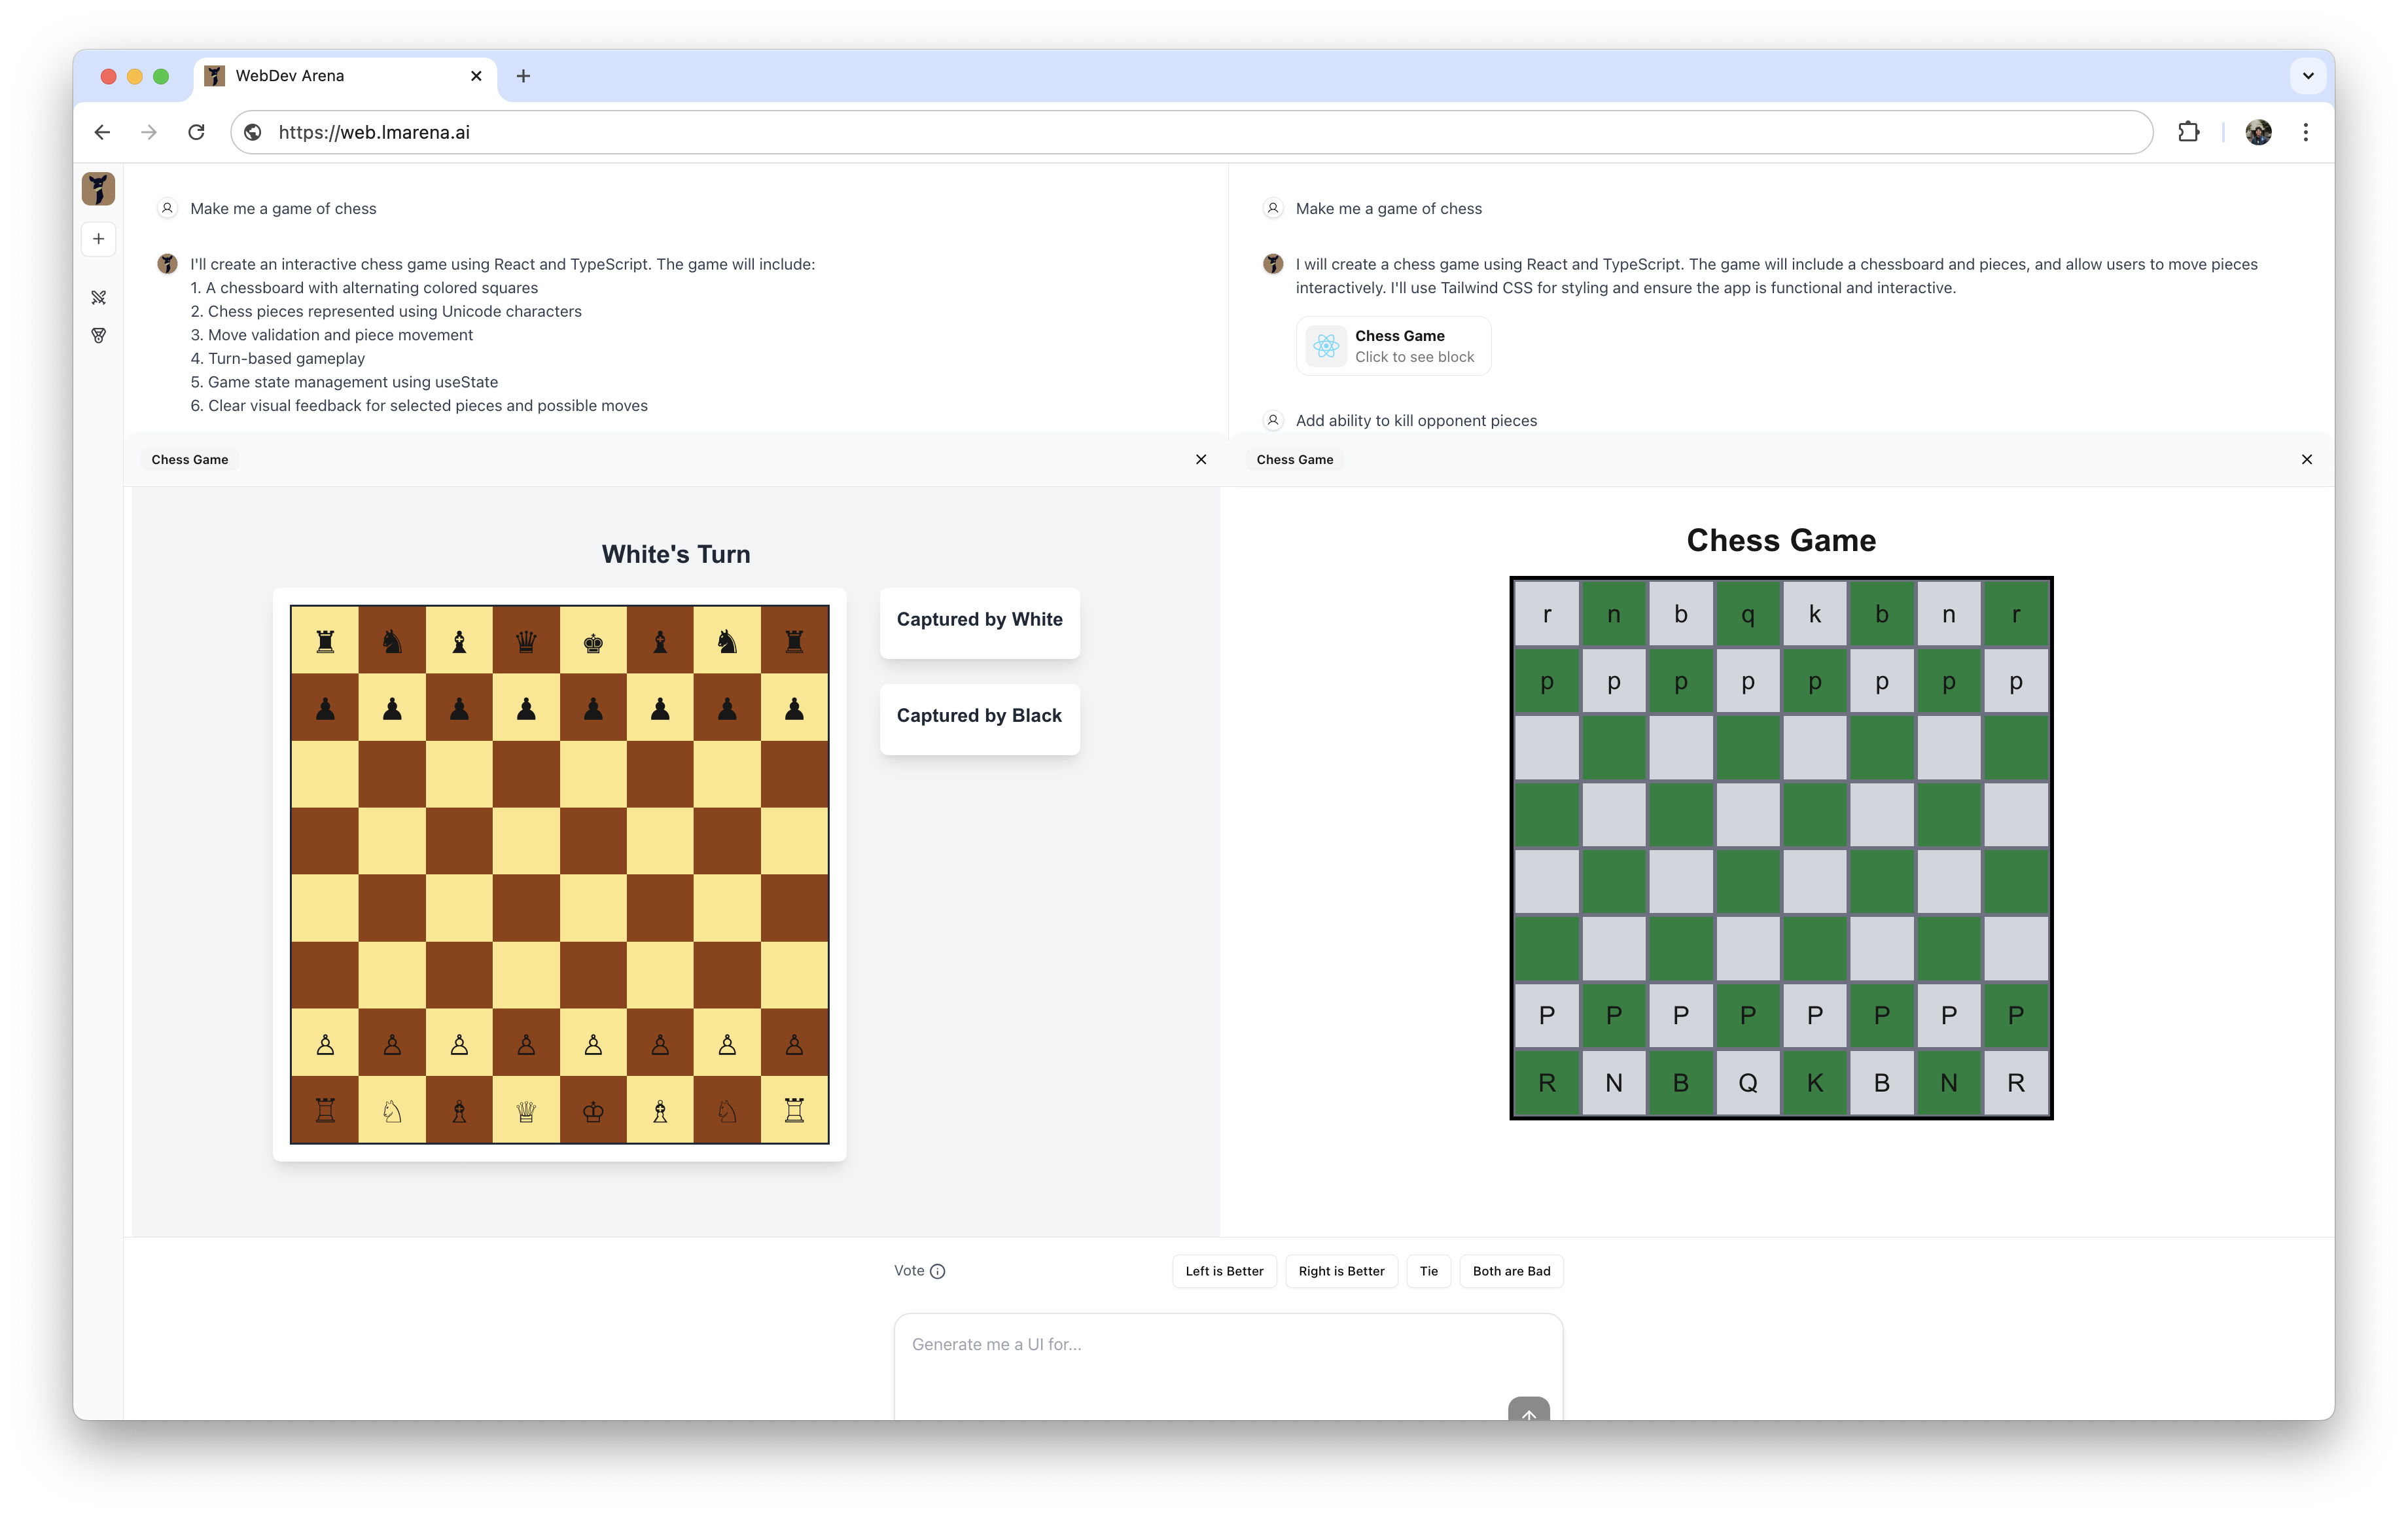 WebDev Arena
https://web.lmarena.ai
Make me a game of chess
I'll create an interactive chess game using React and TypeScript. The game will include:
1. A chessboard with alternating colored squares
2. Chess pieces represented using Unicode characters
3. Move validation and piece movement
4. Turn-based gameplay
5. Game state management using useState
6. Clear visual feedback for selected pieces and possible moves
Chess Game
White's Turn
Captured by White
Captured by Black
♜ ♞ ♝ ♛ ♚ ♝ ♞ ♜
♟ ♟ ♟ ♟ ♟ ♟ ♟ ♟
♙ ♙ ♙ ♙ ♙ ♙ ♙ ♙
♖ ♘ ♗ ♕ ♔ ♗ ♘ ♖
Make me a game of chess
I will create a chess game using React and TypeScript. The game will include a chessboard and pieces, and allow users to move pieces
interactively. I'll use Tailwind CSS for styling and ensure the app is functional and interactive.
Chess Game
Click to see block
Add ability to kill opponent pieces
Chess Game
Chess Game
r n b q k b n r
p p p p p p p p
P P P P P P P P
R N B Q K B N R
Vote
Left is Better
Right is Better
Tie
Both are Bad
Generate me a UI for...